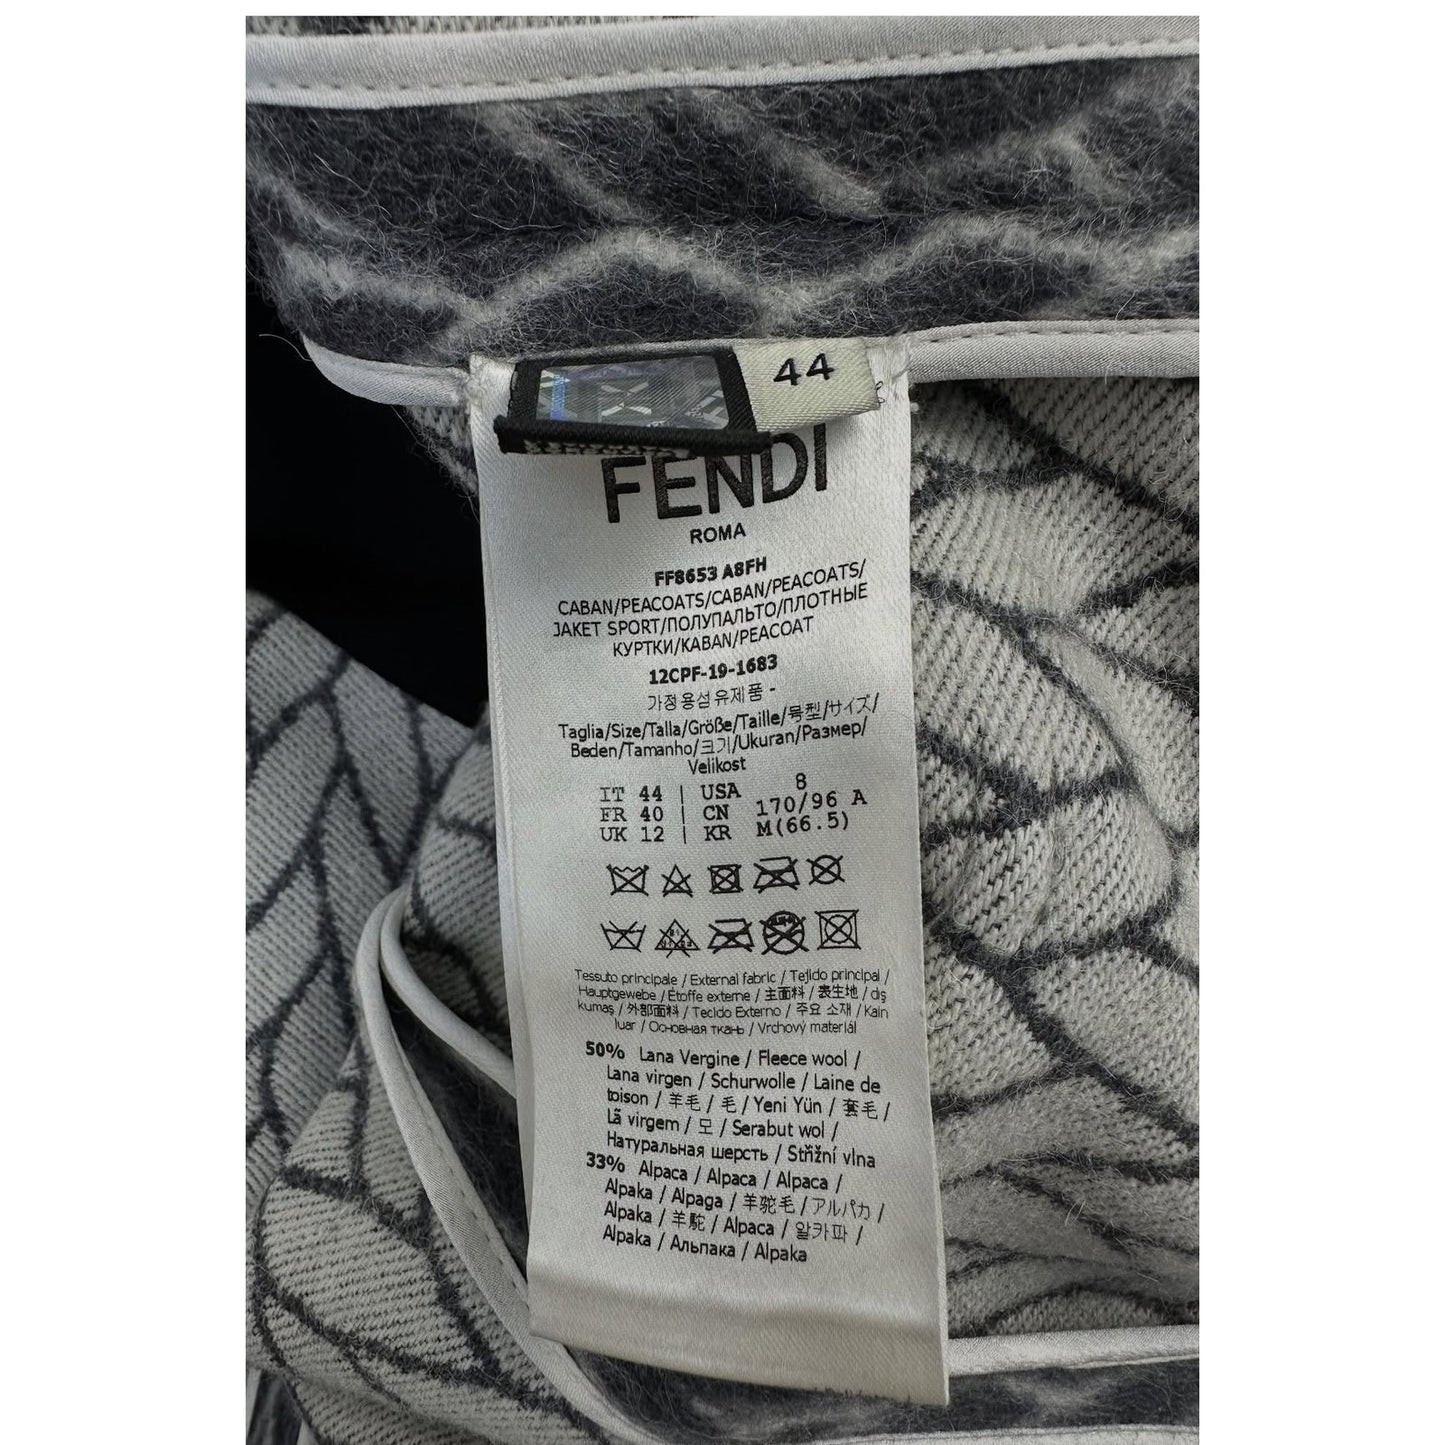 44
FENDI
ROMA
FF8653 A8FH
CABAN/PEACOATS/CABAN/PEACOATS/
JAKET SPORT/ПОЛУПАЛЬТО/ПЛОТНЫЕ
КУРТКИ/KABAN/PEACOAT
12CPF-19-1683
가정용섬유제품 -
Taglia/Size/Talla/Größe/Taille/号型/サイズ/
Beden/Tamanho/크기/Ukuran/Размер/
Velikost
IT 44 | USA 8
FR 40 | CN 170/96 A
UK 12 | KR M(66.5)
Tessuto principale / External fabric / Tejido principal /
Hauptgewebe / Étoffe externe / 主面料 / 表生地 / dış
kumaş / 外部面料 / Tecido Externo / 주요 소재 / Kain
luar / Основная ткань / Vrchový materiál
50% Lana Vergine / Fleece wool /
Lana virgen / Schurwolle / Laine de
toison / 羊毛 / 毛 / Yeni Yün / 套毛 /
Lã virgem / 모 / Serabut wol /
Натуральная шерсть / Střižní vlna
33% Alpaca / Alpaca / Alpaca /
Alpaka / Alpaga / 羊驼毛 / アルパカ /
Alpaka / 羊駝 / Alpaca / 알카파 /
Alpaka / Альпака / Alpaka